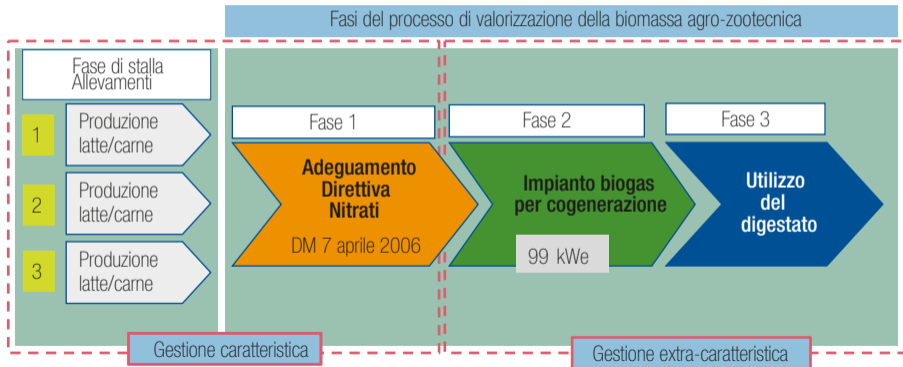 Fasi del processo di valorizzazione della biomassa agro-zootecnica
Fase di stalla
Allevamenti
1
Produzione
latte/carne
2
Produzione
latte/carne
3
Produzione
latte/carne
Fase 1
Adeguamento
Direttiva
Nitrati
DM 7 aprile 2006
Fase 2
Impianto biogas
per cogenerazione
99 kWe
Fase 3
Utilizzo
del
digestato
Gestione caratteristica
Gestione extra-caratteristica